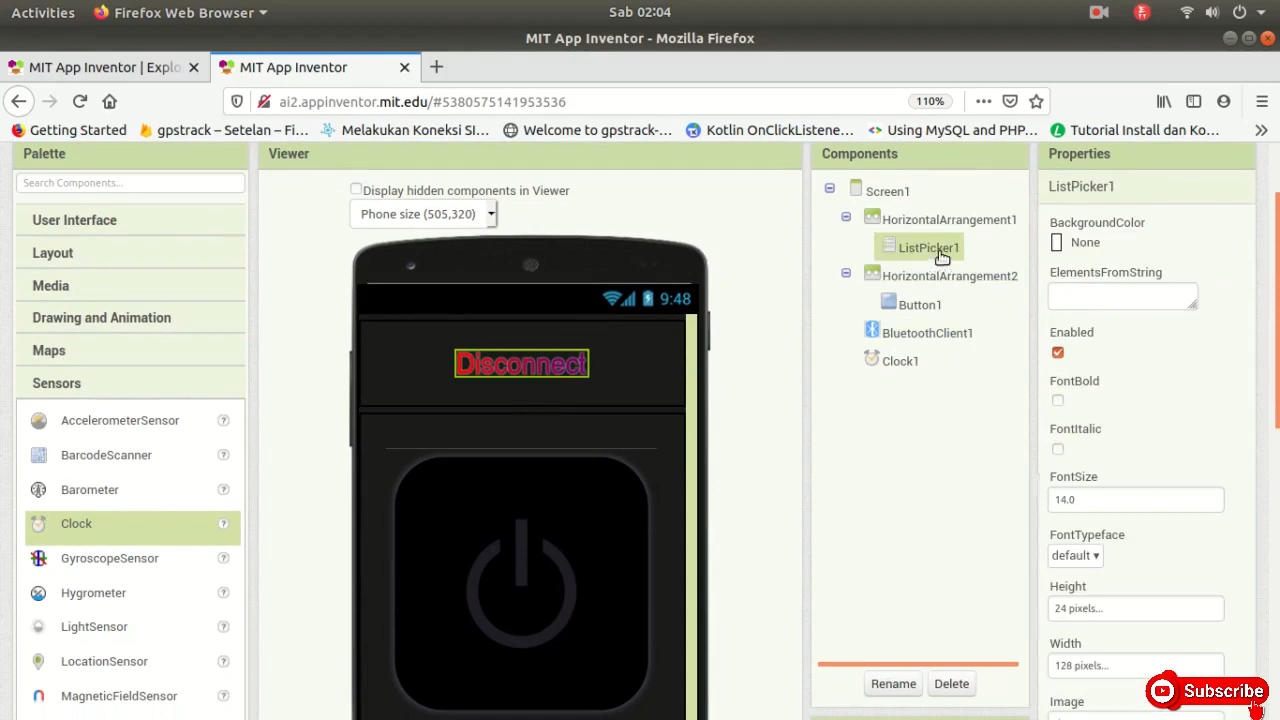 Activities
Firefox Web Browser
Sab 02:04
MIT App Inventor - Mozilla Firefox
MIT App Inventor | Explo
MIT App Inventor
ai2.appinventor.mit.edu/#5380575141953536
110%
Getting Started
gpstrack – Setelan – Fi…
Melakukan Koneksi SI…
Welcome to gpstrack-…
Kotlin OnClickListene…
Using MySQL and PHP…
Tutorial Install dan Ko…
Palette
Viewer
Components
Properties
Search Components...
User Interface
Layout
Media
Drawing and Animation
Maps
Sensors
AccelerometerSensor
?
BarcodeScanner
?
Barometer
?
Clock
?
GyroscopeSensor
?
Hygrometer
?
LightSensor
?
LocationSensor
?
MagneticFieldSensor
?
Display hidden components in Viewer
Phone size (505,320)
9:48
Disconnect
Screen1
HorizontalArrangement1
ListPicker1
HorizontalArrangement2
Button1
BluetoothClient1
Clock1
Rename
Delete
ListPicker1
BackgroundColor
None
ElementsFromString
Enabled
FontBold
FontItalic
FontSize
14.0
FontTypeface
default
Height
24 pixels...
Width
128 pixels...
Image
Subscribe